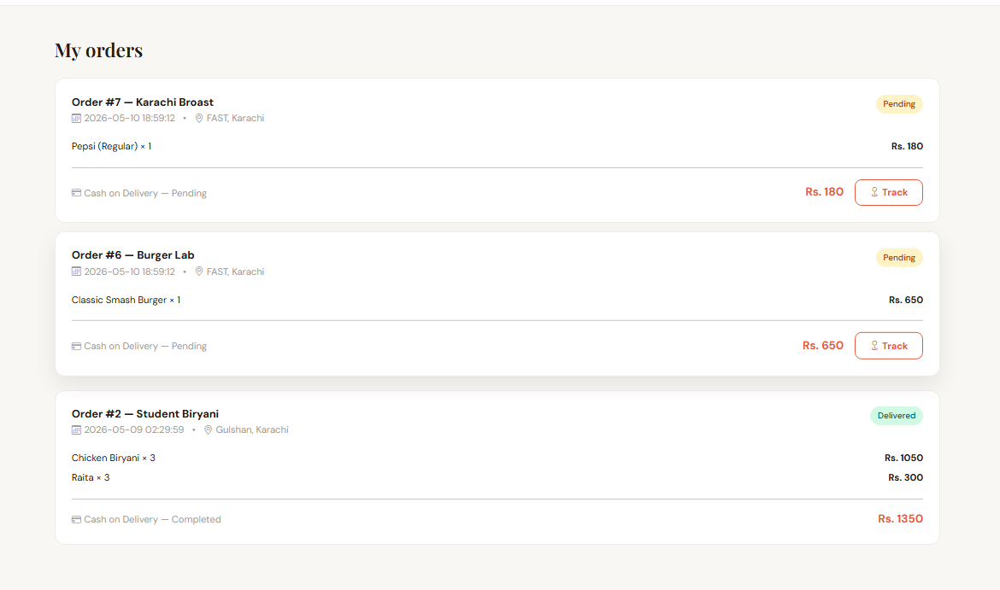 My orders
Order #7 — Karachi Broast
Pending
2026-05-10 18:59:12 • FAST, Karachi
Pepsi (Regular) × 1 Rs. 180
Cash on Delivery — Pending Rs. 180 Track
Order #6 — Burger Lab
Pending
2026-05-10 18:59:12 • FAST, Karachi
Classic Smash Burger × 1 Rs. 650
Cash on Delivery — Pending Rs. 650 Track
Order #2 — Student Biryani
Delivered
2026-05-09 02:29:59 • Gulshan, Karachi
Chicken Biryani × 3 Rs. 1050
Raita × 3 Rs. 300
Cash on Delivery — Completed Rs. 1350